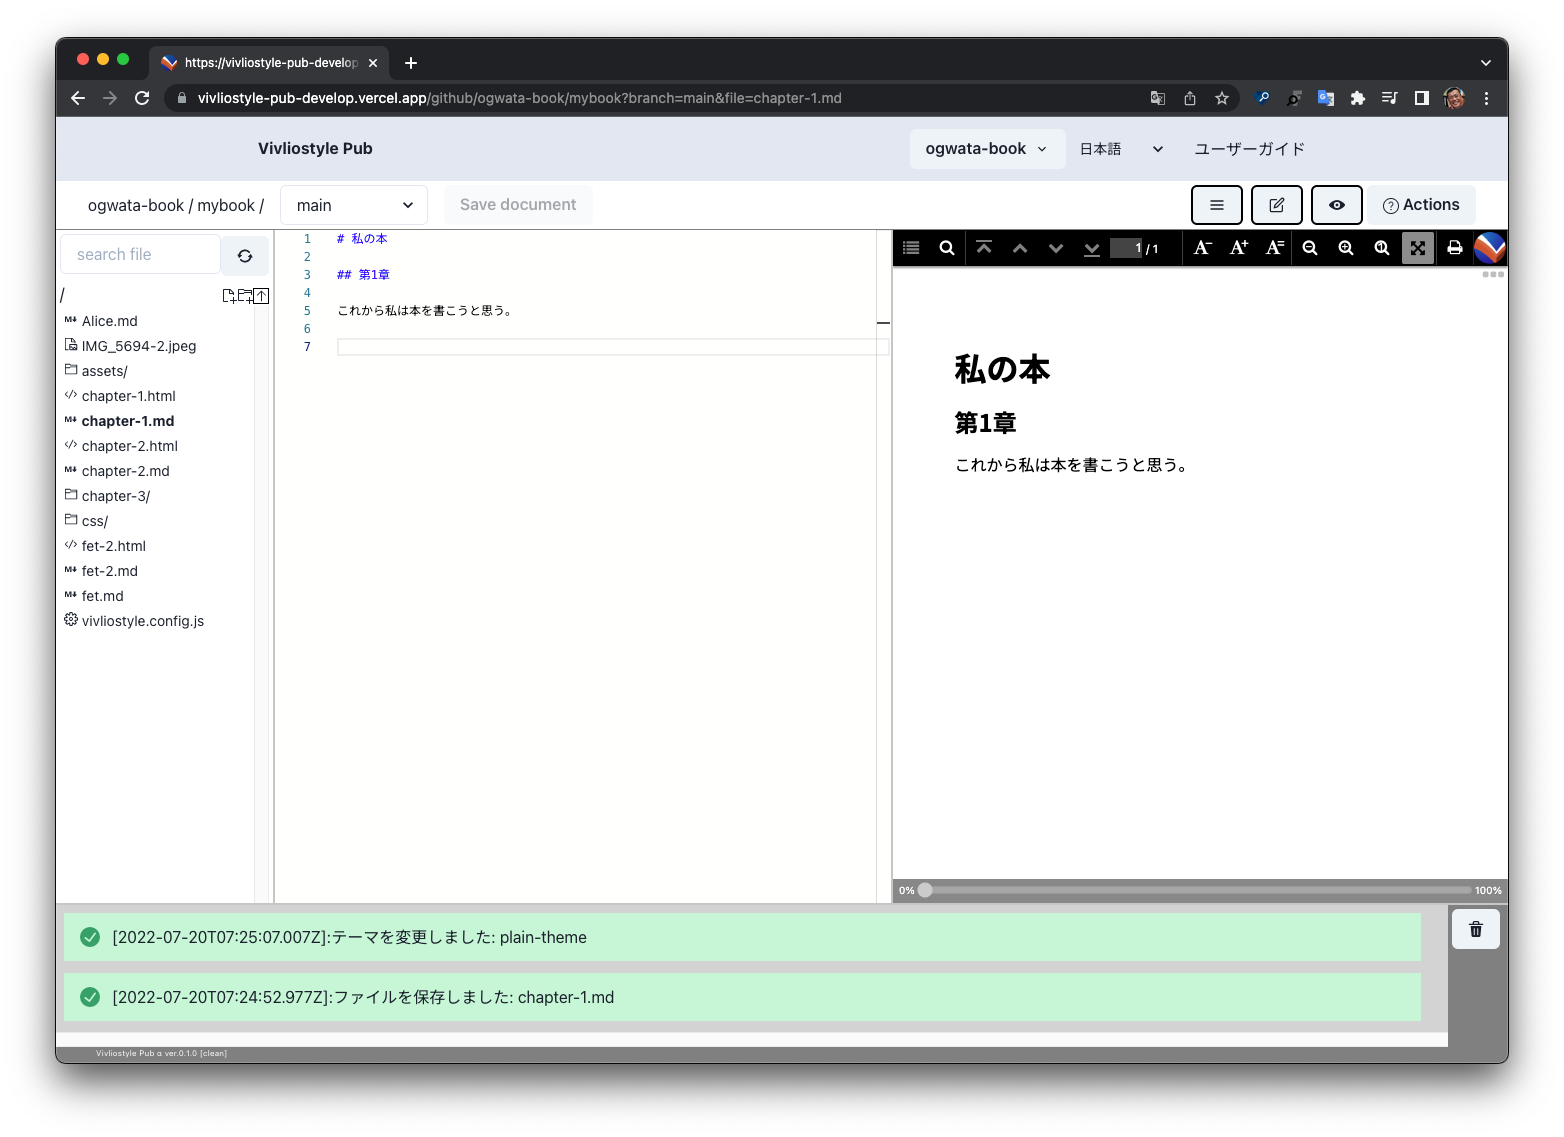 https://vivliostyle-pub-develop
vivliostyle-pub-develop.vercel.app/github/ogwata-book/mybook?branch=main&file=chapter-1.md
Vivliostyle Pub
ogwata-book
日本語
ユーザーガイド
ogwata-book / mybook /
main
Save document
Actions
search file
/
Alice.md
IMG_5694-2.jpeg
assets/
chapter-1.html
chapter-1.md
chapter-2.html
chapter-2.md
chapter-3/
css/
fet-2.html
fet-2.md
fet.md
vivliostyle.config.js
1 # 私の本
2
3 ## 第1章
4
5 これから私は本を書こうと思う。
6
7
1 / 1
A- A+ A=
私の本
第1章
これから私は本を書こうと思う。
0% 100%
[2022-07-20T07:25:07.007Z]:テーマを変更しました: plain-theme
[2022-07-20T07:24:52.977Z]:ファイルを保存しました: chapter-1.md
Vivliostyle Pub α ver.0.1.0 [clean]